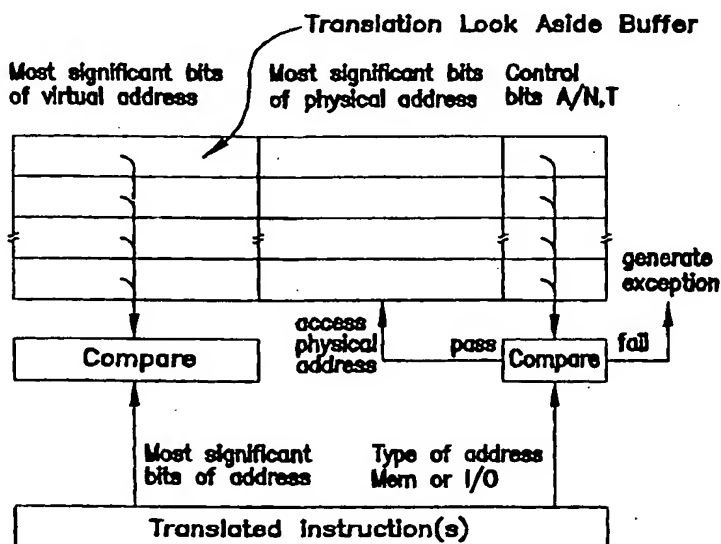 Translation Look Aside Buffer
Most significant bits
of virtual address
Most significant bits
of physical address
Control
bits A/N,T
generate
exception
access
physical
address
pass
fail
Compare
Compare
Most significant
bits of address
Type of address
Mem or I/O
Translated instruction(s)